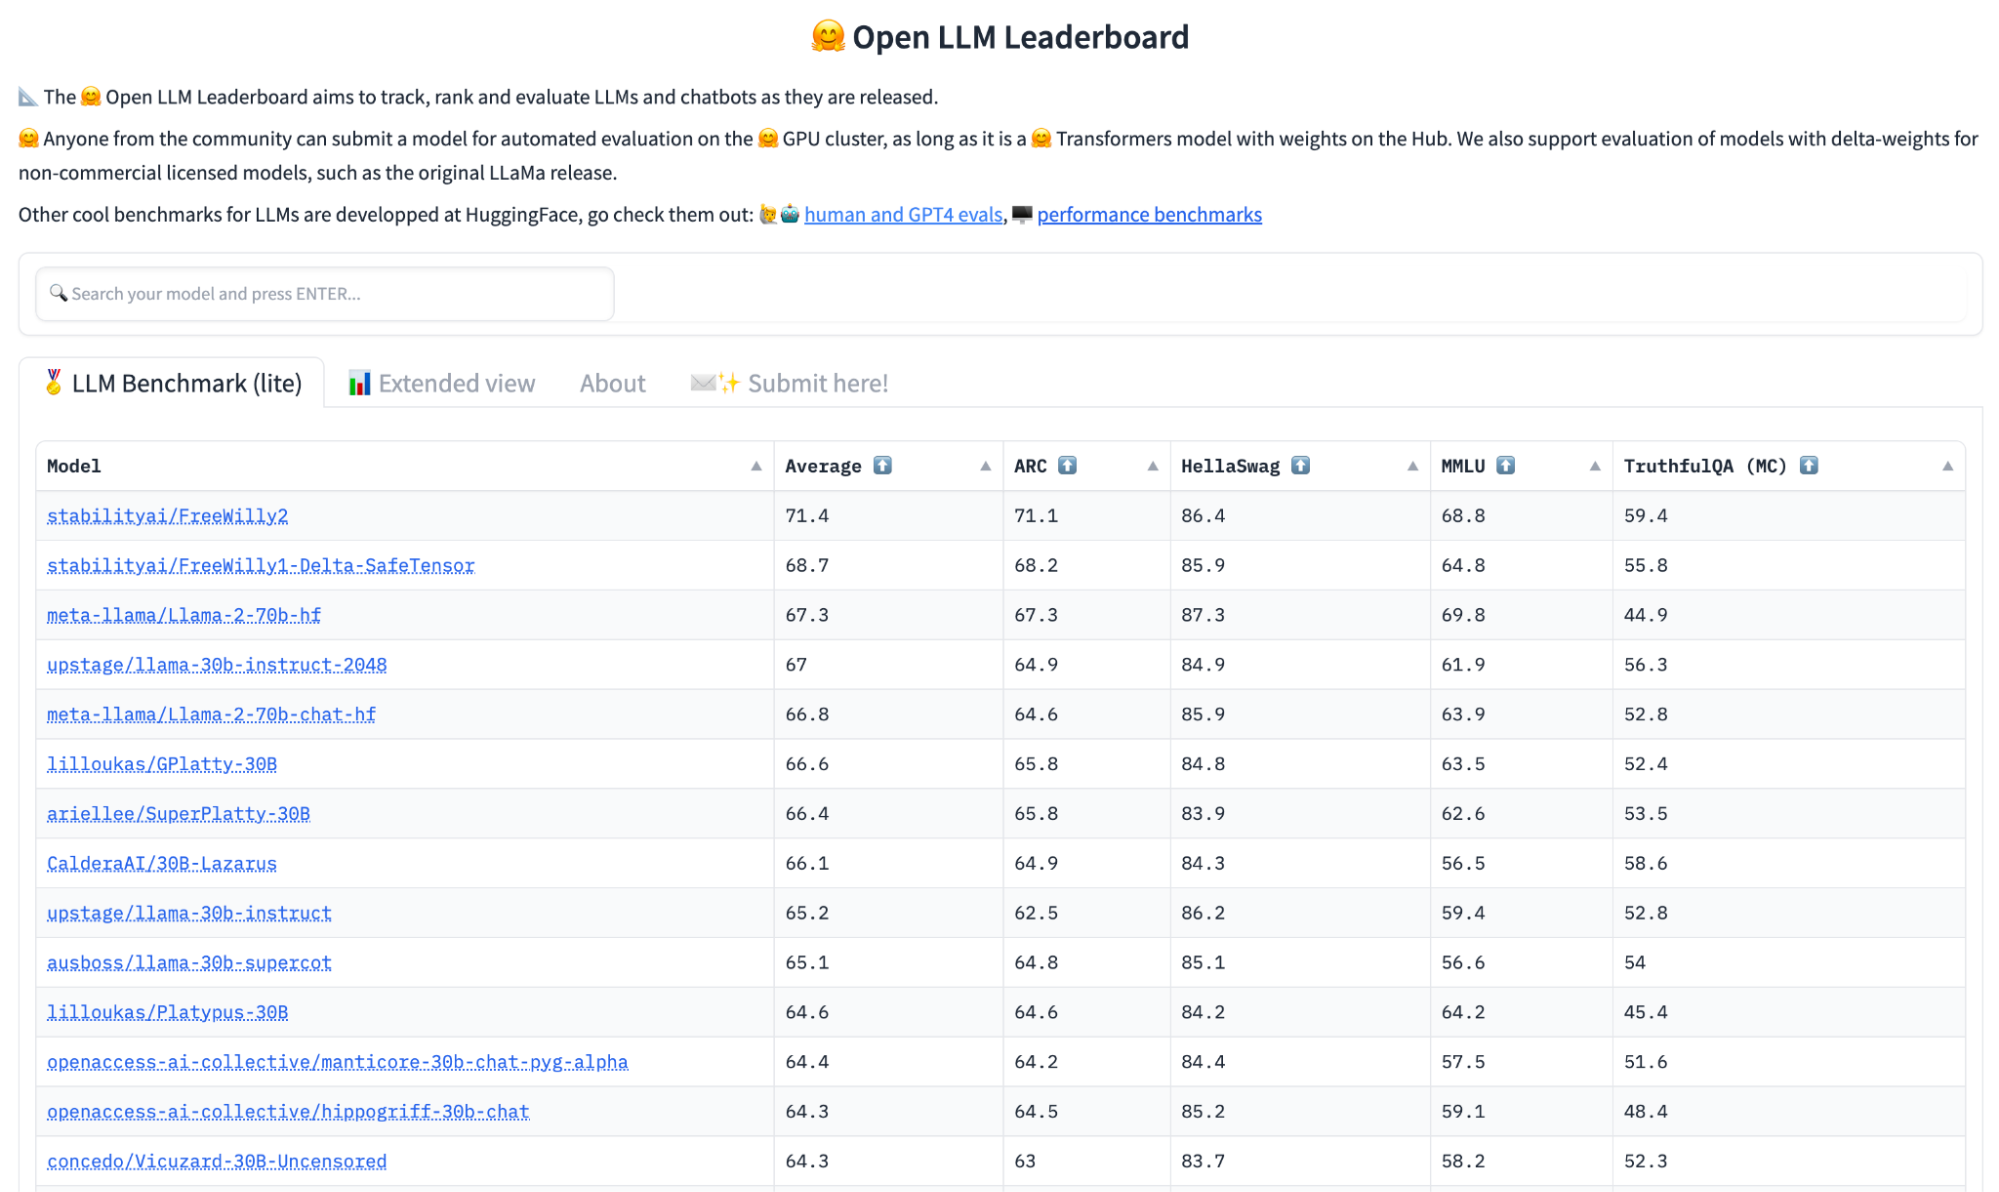 🤗 Open LLM Leaderboard
📐 The 🤗 Open LLM Leaderboard aims to track, rank and evaluate LLMs and chatbots as they are released.
🤗 Anyone from the community can submit a model for automated evaluation on the 🤗 GPU cluster, as long as it is a 🤗 Transformers model with weights on the Hub. We also support evaluation of models with delta-weights for
non-commercial licensed models, such as the original LLaMa release.
Other cool benchmarks for LLMs are developped at HuggingFace, go check them out: 🙋🤖 human and GPT4 evals, 🖥️ performance benchmarks
🔍 Search your model and press ENTER...
🏅 LLM Benchmark (lite) 📊 Extended view About ✉️✨ Submit here!
Model Average ⬆️ ARC ⬆️ HellaSwag ⬆️ MMLU ⬆️ TruthfulQA (MC) ⬆️
stabilityai/FreeWilly2 71.4 71.1 86.4 68.8 59.4
stabilityai/FreeWilly1-Delta-SafeTensor 68.7 68.2 85.9 64.8 55.8
meta-llama/Llama-2-70b-hf 67.3 67.3 87.3 69.8 44.9
upstage/llama-30b-instruct-2048 67 64.9 84.9 61.9 56.3
meta-llama/Llama-2-70b-chat-hf 66.8 64.6 85.9 63.9 52.8
lilloukas/GPlatty-30B 66.6 65.8 84.8 63.5 52.4
ariellee/SuperPlatty-30B 66.4 65.8 83.9 62.6 53.5
CalderaAI/30B-Lazarus 66.1 64.9 84.3 56.5 58.6
upstage/llama-30b-instruct 65.2 62.5 86.2 59.4 52.8
ausboss/llama-30b-supercot 65.1 64.8 85.1 56.6 54
lilloukas/Platypus-30B 64.6 64.6 84.2 64.2 45.4
openaccess-ai-collective/manticore-30b-chat-pyg-alpha 64.4 64.2 84.4 57.5 51.6
openaccess-ai-collective/hippogriff-30b-chat 64.3 64.5 85.2 59.1 48.4
concedo/Vicuzard-30B-Uncensored 64.3 63 83.7 58.2 52.3